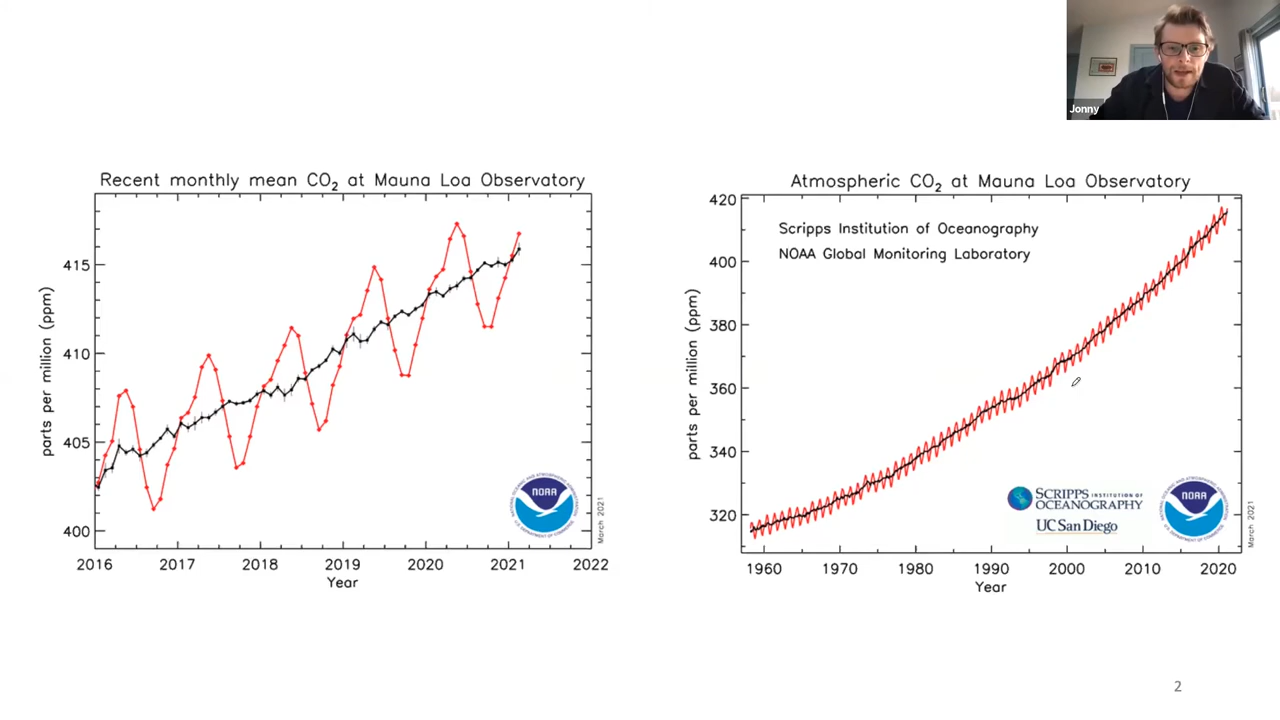 Jonny
Recent monthly mean CO₂ at Mauna Loa Observatory
parts per million (ppm)
415
410
405
400
2016 2017 2018 2019 2020 2021 2022
Year
NOAA
March 2021
Atmospheric CO₂ at Mauna Loa Observatory
Scripps Institution of Oceanography
NOAA Global Monitoring Laboratory
parts per million (ppm)
420
400
380
360
340
320
1960 1970 1980 1990 2000 2010 2020
Year
SCRIPPS INSTITUTION OF
OCEANOGRAPHY
UC San Diego
NOAA
March 2021
2